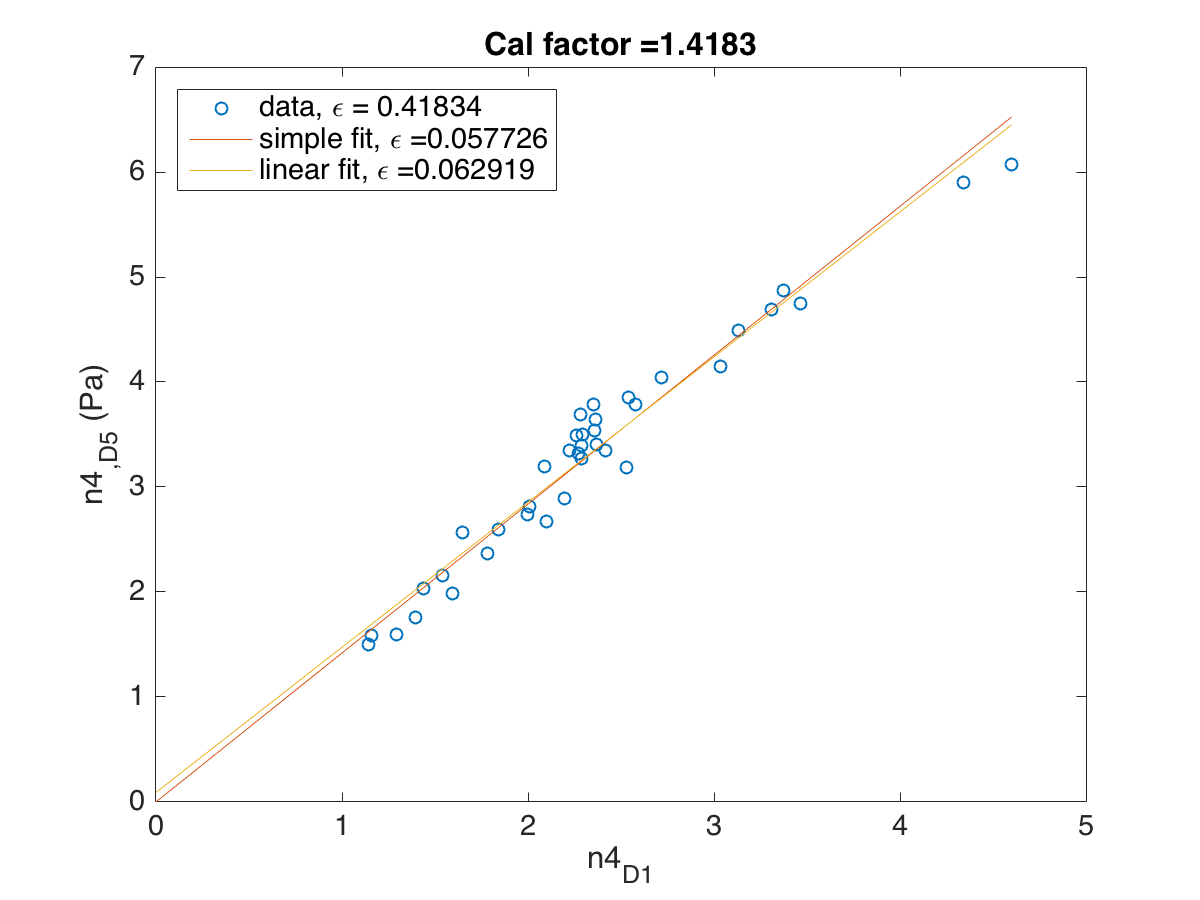 Cal factor =1.4183
data, ϵ = 0.41834
simple fit, ϵ =0.057726
linear fit, ϵ =0.062919
7
6
5
4
3
2
1
0
n4,D5 (Pa)
0 1 2 3 4 5
n4D1